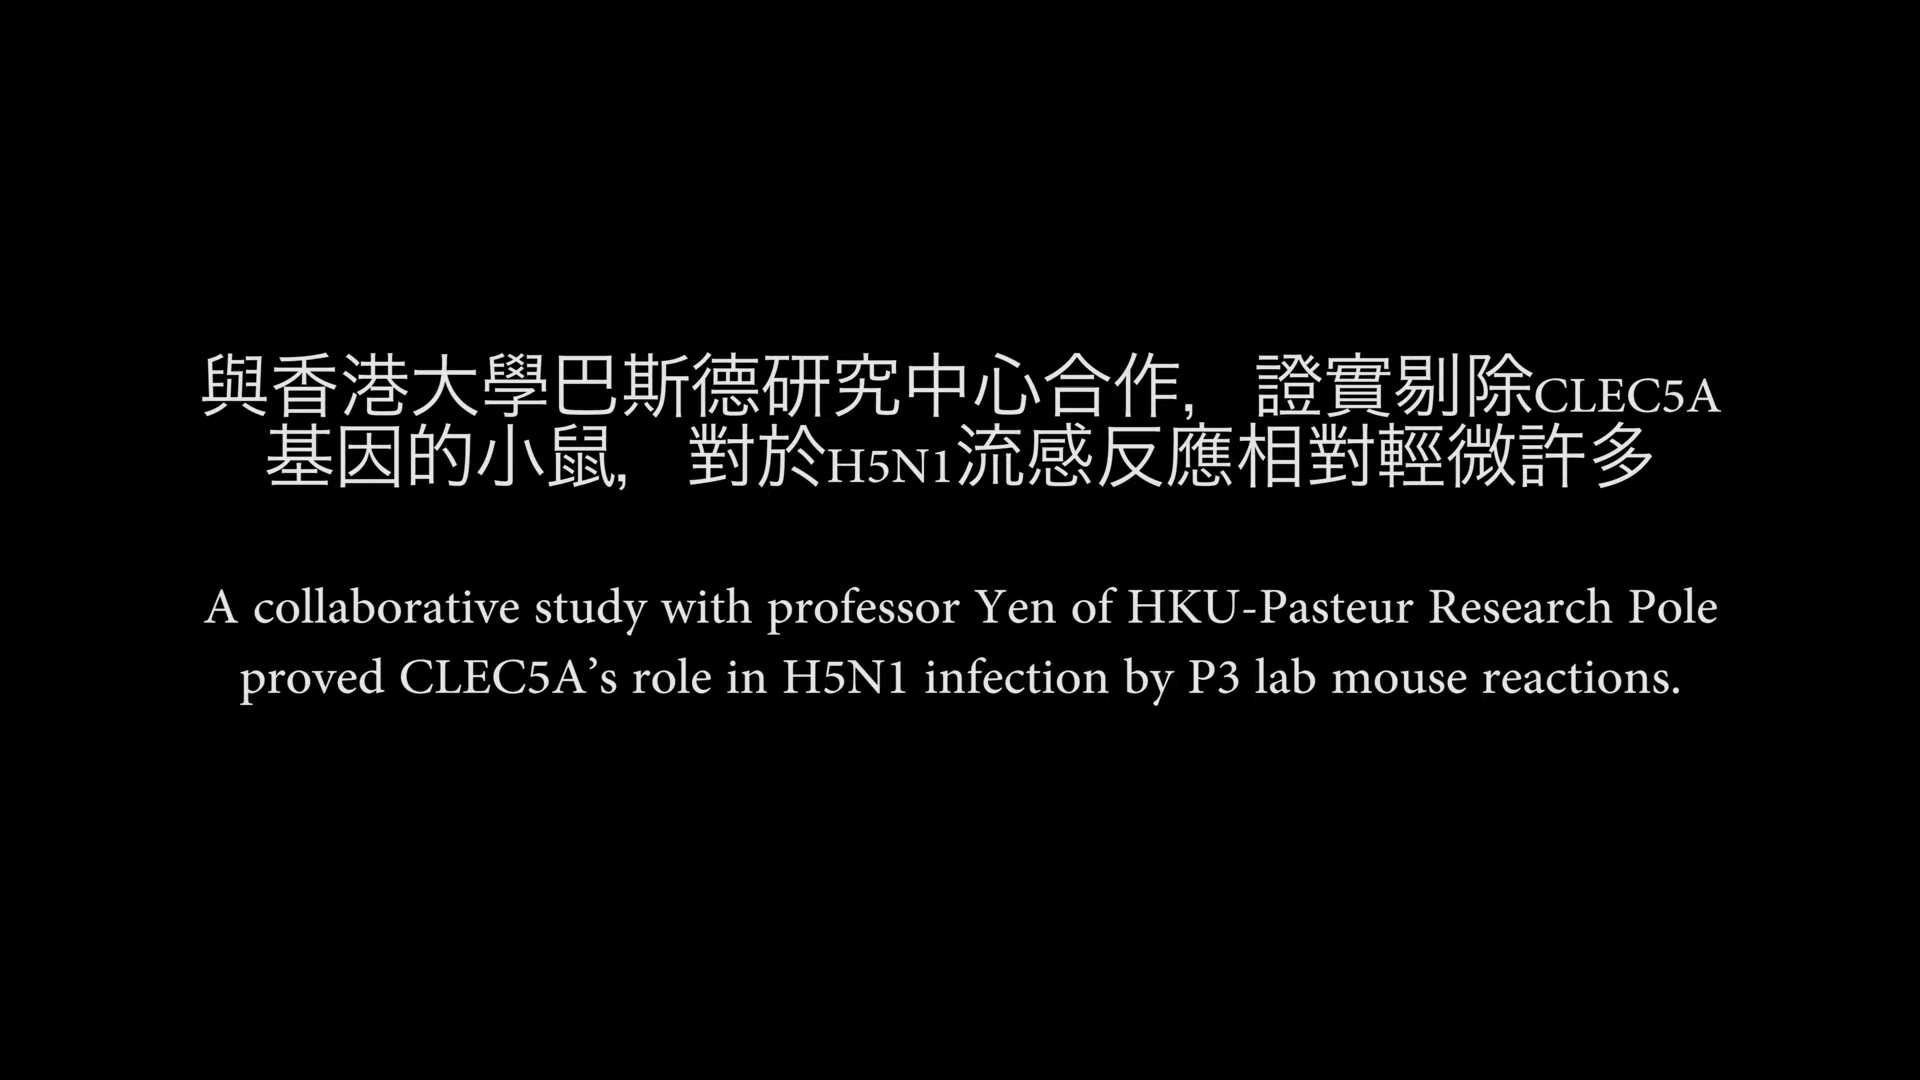 與香港大學巴斯德研究中心合作，證實剔除CLEC5A
基因的小鼠，對於H5N1流感反應相對輕微許多
A collaborative study with professor Yen of HKU-Pasteur Research Pole
proved CLEC5A’s role in H5N1 infection by P3 lab mouse reactions.